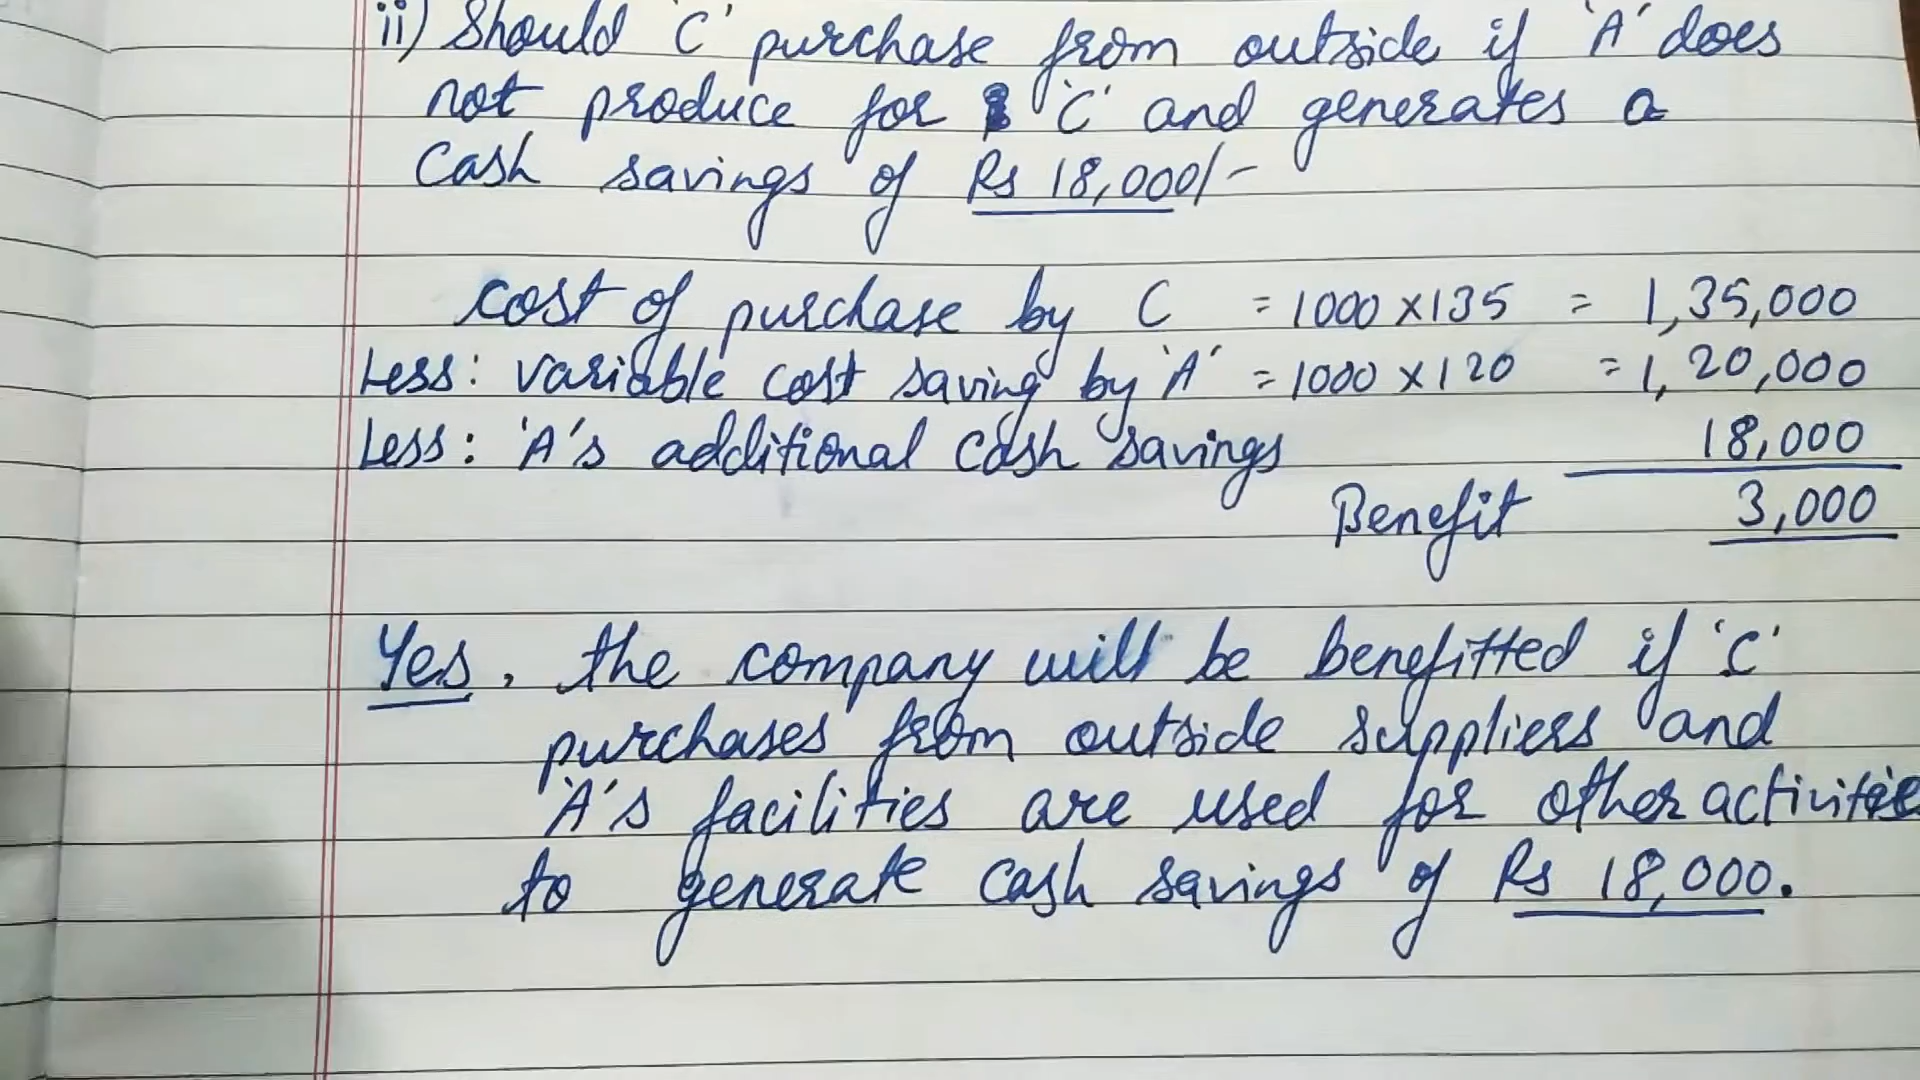 ii) Should 'C' purchase from outside if 'A' does
not produce for 'C' and generates a
Cash savings of Rs 18,000/-
Cost of purchase by C = 1000 x 135 = 1,35,000
Less: variable cost saving by 'A' = 1000 x 120 = 1,20,000
Less: 'A's additional cash savings 18,000
Benefit 3,000
Yes, the company will be benefitted if 'C'
purchases from outside suppliers and
'A's facilities are used for other activities
to generate cash savings of Rs 18,000.